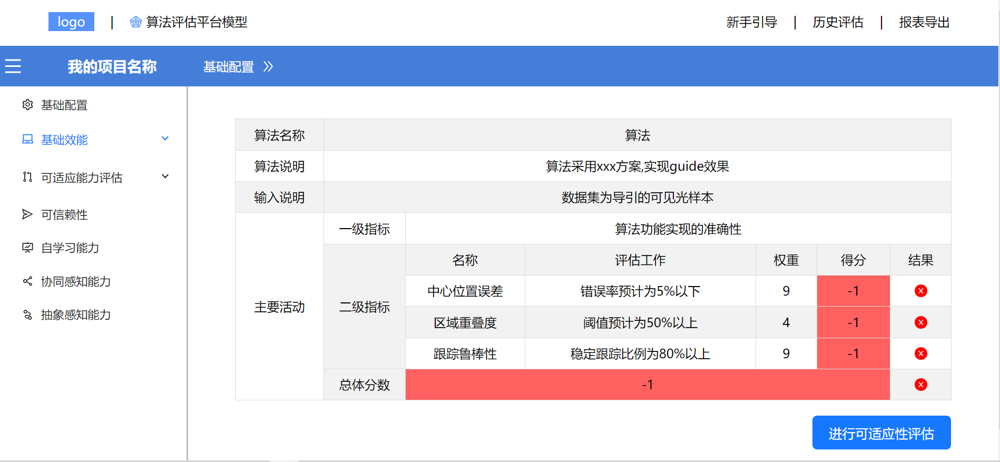 logo | 算法评估平台模型
新手引导 | 历史评估 | 报表导出
我的项目名称 基础配置
基础配置
基础效能
可适应能力评估
可信赖性
自学习能力
协同感知能力
抽象感知能力
算法名称 算法
算法说明 算法采用xxx方案,实现guide效果
输入说明 数据集为导引的可见光样本
主要活动
一级指标 算法功能实现的准确性
二级指标
名称 评估工作 权重 得分 结果
中心位置误差 错误率预计为5%以下 9 -1
区域重叠度 阈值预计为50%以上 4 -1
跟踪鲁棒性 稳定跟踪比例为80%以上 9 -1
总体分数 -1
进行可适应性评估